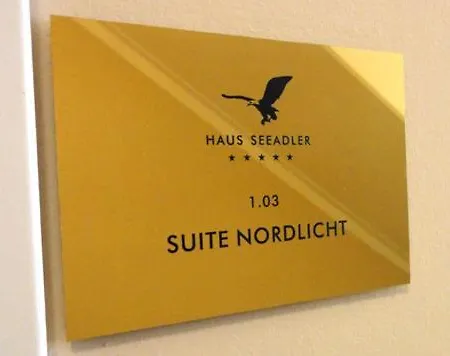 HAUS SEEADLER
★★★★★
1.03
SUITE NORDLICHT